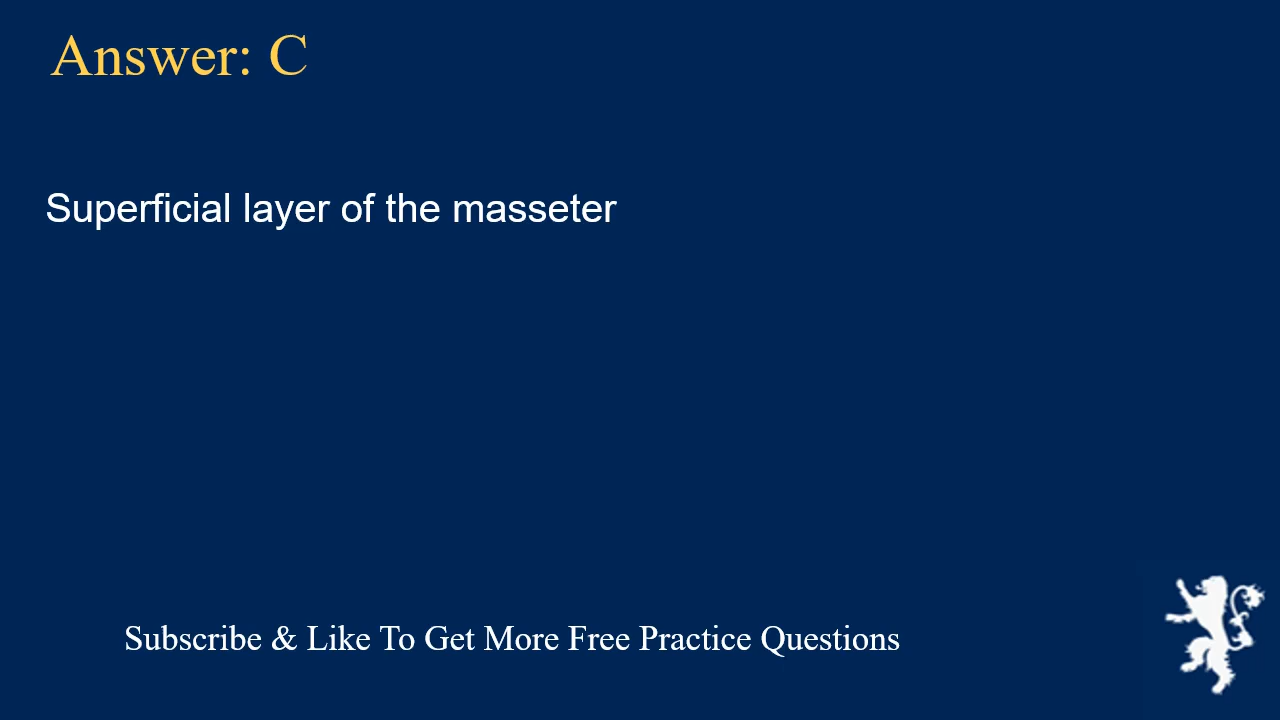 Answer: C
Superficial layer of the masseter
Subscribe & Like To Get More Free Practice Questions